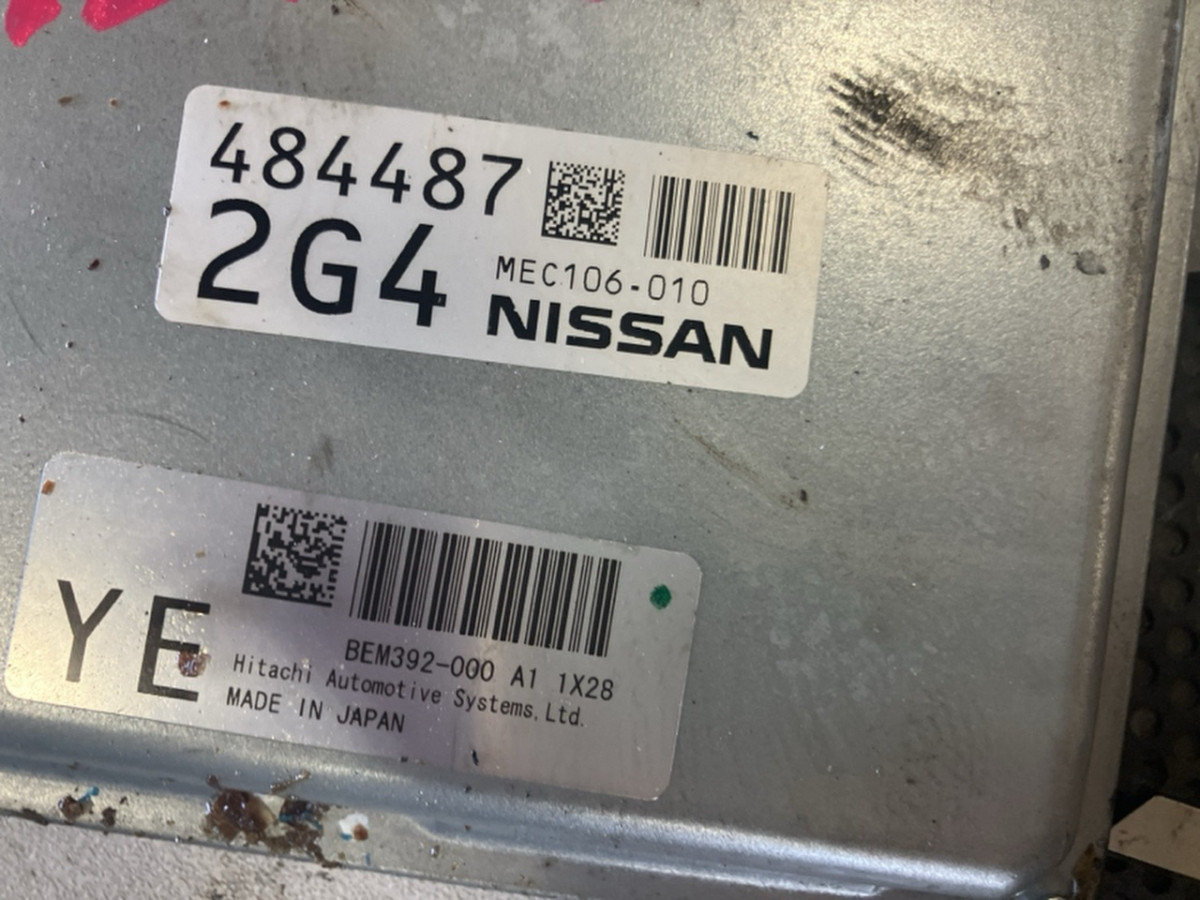 484487
2G4
MEC106-010
NISSAN
YE
BEM392-000 A1 1X28
Hitachi Automotive Systems,Ltd.
MADE IN JAPAN